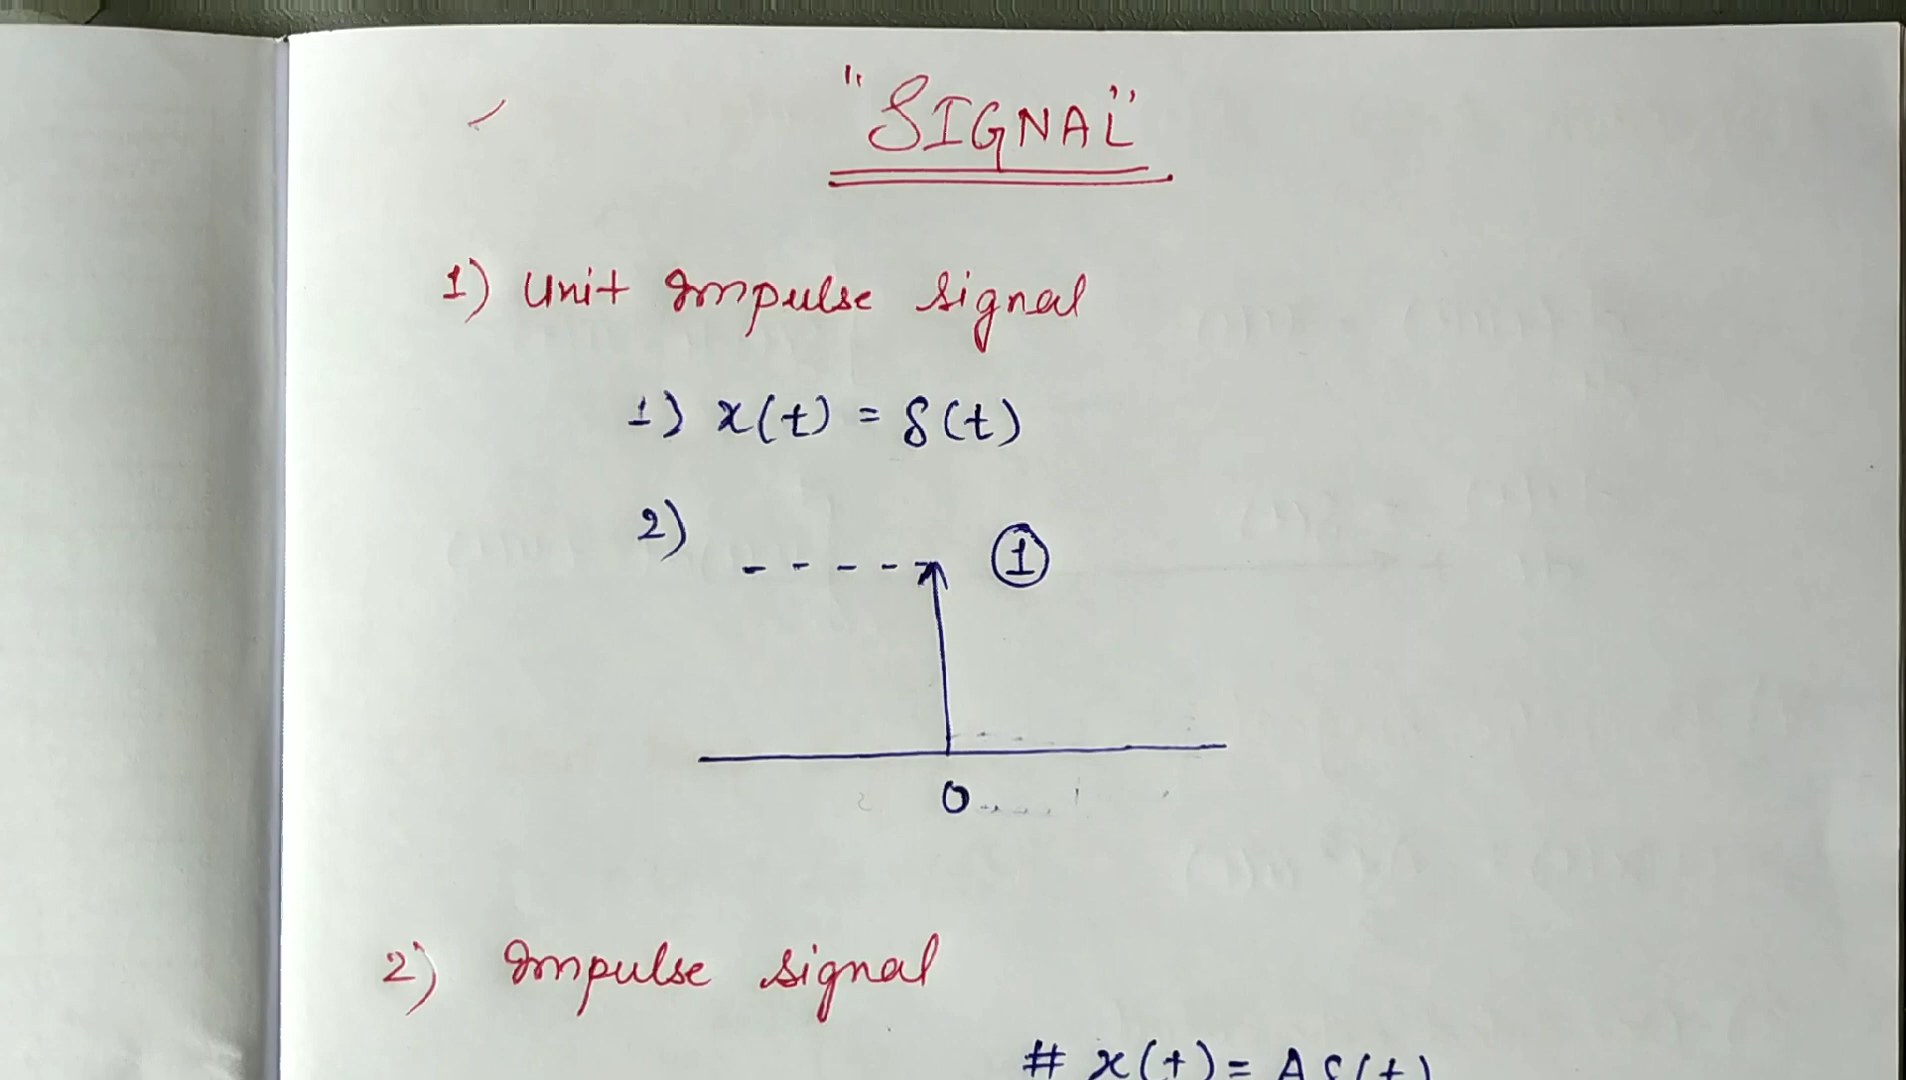 "SIGNAL"
1) Unit Impulse signal
1) x(t) = δ(t)
2)
1
0
2) Impulse signal
# x(t) = A δ(t)